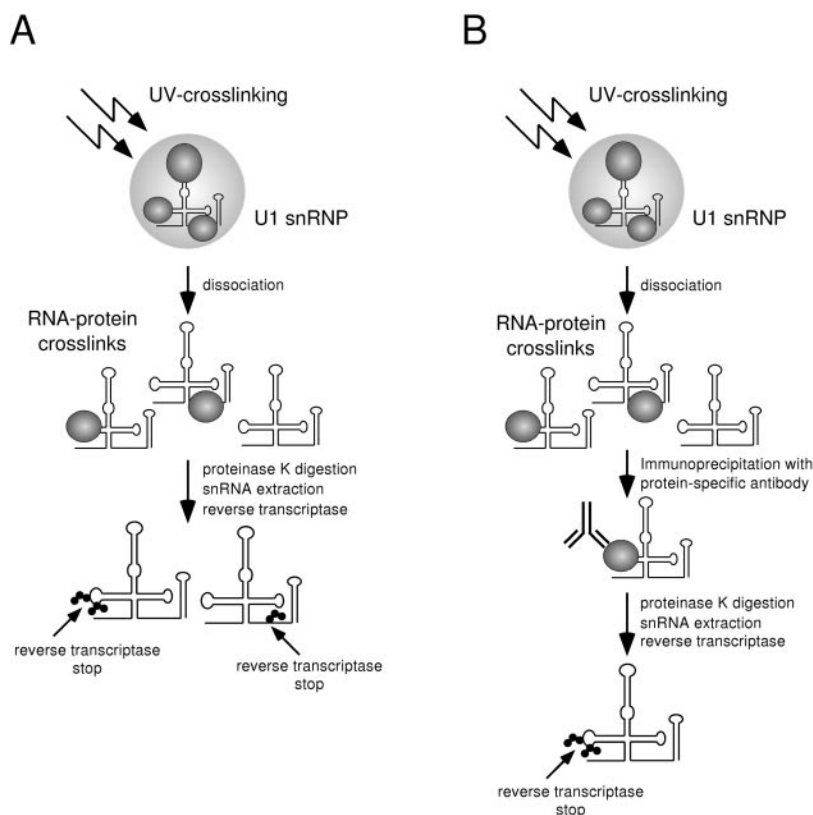 A
UV-crosslinking
U1 snRNP
dissociation
RNA-protein
crosslinks
proteinase K digestion
snRNA extraction
reverse transcriptase
reverse transcriptase
stop
reverse transcriptase
stop
B
UV-crosslinking
U1 snRNP
dissociation
RNA-protein
crosslinks
Immunoprecipitation with
protein-specific antibody
proteinase K digestion
snRNA extraction
reverse transcriptase
reverse transcriptase
stop